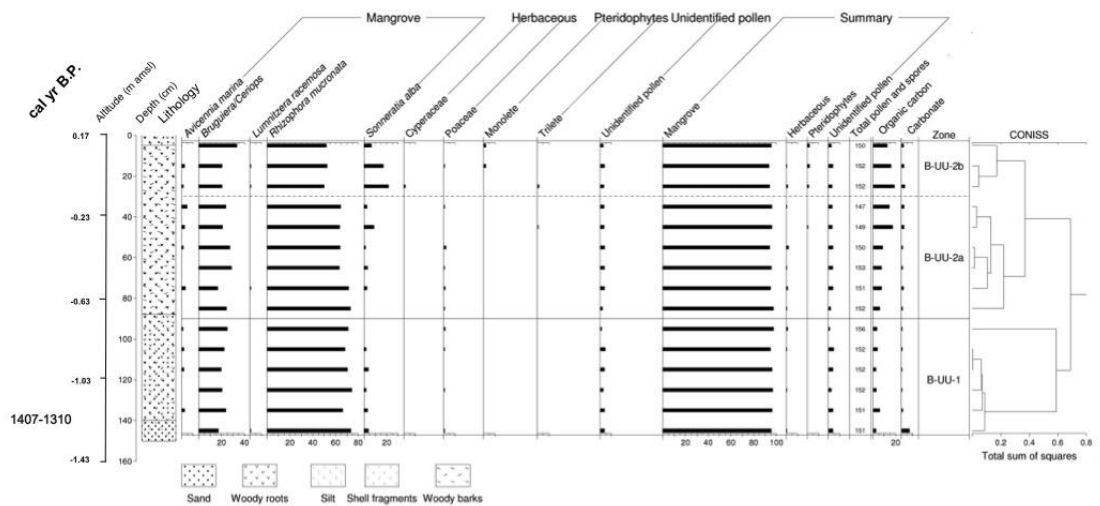 Mangrove Herbaceous Pteridophytes Unidentified pollen Summary
cal yr B.P.
Altitude (m amsl)
Depth (cm)
Lithology
Avicennia marina
Bruguiera/Ceriops
Lumnitzera racemosa
Rhizophora mucronata
Sonneratia alba
Cyperaceae
Poaceae
Monolete
Trilete
Unidentified pollen
Mangrove
Herbaceous
Pteridophytes
Unidentified pollen
Total pollen and spores
Organic carbon
Carbonate
Zone CONISS
0.17
-0.23
-0.63
-1.03
1407-1310
-1.43
0
20
40
60
80
100
120
140
160
150
152
152
147
149
150
153
151
152
156
152
152
152
151
151
B-UU-2b
B-UU-2a
B-UU-1
20 40 20 40 60 80 20 20 40 60 80 100 20
0.2 0.4 0.6 0.8
Total sum of squares
Sand Woody roots Silt Shell fragments Woody barks